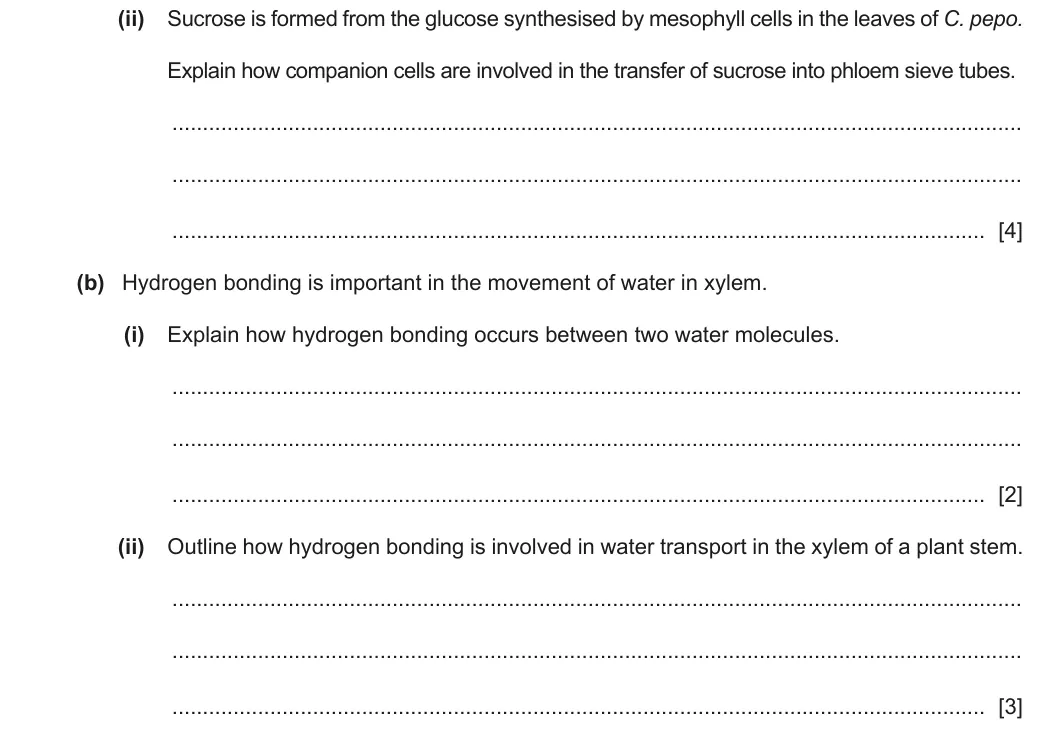 (ii) Sucrose is formed from the glucose synthesised by mesophyll cells in the leaves of C. pepo.
Explain how companion cells are involved in the transfer of sucrose into phloem sieve tubes.
..........................................................................................................................................
..........................................................................................................................................
.................................................................................................................................... [4]
(b) Hydrogen bonding is important in the movement of water in xylem.
(i) Explain how hydrogen bonding occurs between two water molecules.
..........................................................................................................................................
..........................................................................................................................................
.................................................................................................................................... [2]
(ii) Outline how hydrogen bonding is involved in water transport in the xylem of a plant stem.
..........................................................................................................................................
..........................................................................................................................................
.................................................................................................................................... [3]